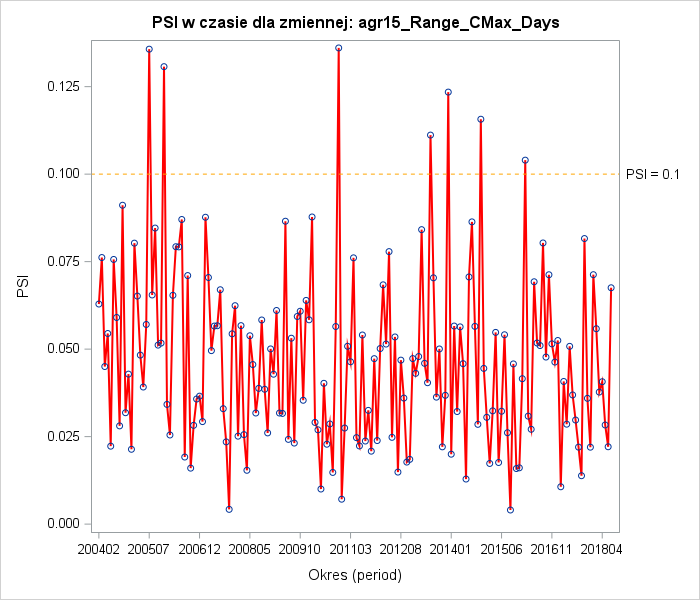 PSI w czasie dla zmiennej: agr15_Range_CMax_Days
0.125
0.100
0.075
0.050
0.025
0.000
PSI
PSI = 0.1
200402 200507 200612 200805 200910 201103 201208 201401 201506 201611 201804
Okres (period)